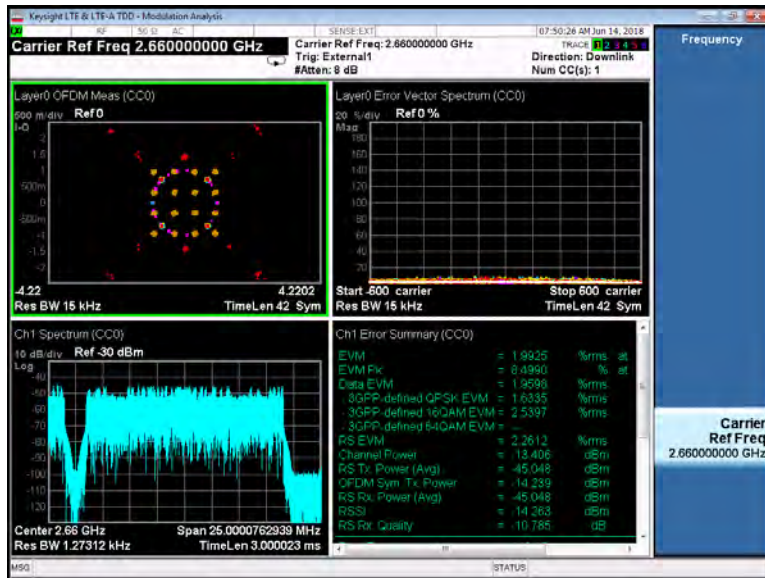 Keysight LTE & LTE-A TDD - Modulation Analysis
RF 50 Ω AC SENSE:EXT 07:50:26 AM Jun 14, 2018
Carrier Ref Freq 2.660000000 GHz
Carrier Ref Freq: 2.660000000 GHz
Trig: External1
#Atten: 8 dB
TRACE 1 2 3 4 5 6
Direction: Downlink
Num CC(s): 1
Frequency
Layer0 OFDM Meas (CC0)
500 m/div Ref 0
I-Q
2
1.5
1
500m
0
-500m
-1
-1.5
-2
-4.22 4.2202
Res BW 15 kHz TimeLen 42 Sym
Layer0 Error Vector Spectrum (CC0)
20 %/div Ref 0 %
Mag
180
160
140
120
100
80
60
40
20
Start -600 carrier Stop 600 carrier
Res BW 15 kHz TimeLen 42 Sym
Ch1 Spectrum (CC0)
10 dB/div Ref -30 dBm
Log
-40
-50
-60
-70
-80
-90
-100
-110
-120
Center 2.66 GHz Span 25.0000762939 MHz
Res BW 1.27312 kHz TimeLen 3.000023 ms
Ch1 Error Summary (CC0)
EVM = 1.9925 %rms at
EVM Pk = 8.4990 % at
Data EVM = 1.9598 %rms
- 3GPP-defined QPSK EVM = 1.6335 %rms
- 3GPP-defined 16QAM EVM = 2.5397 %rms
- 3GPP-defined 64QAM EVM = ---
RS EVM = 2.2612 %rms
Channel Power = -13.406 dBm
RS Tx. Power (Avg) = -45.048 dBm
OFDM Sym. Tx. Power = -14.239 dBm
RS Rx. Power (Avg) = -45.048 dBm
RSSI = -14.263 dBm
RS Rx. Quality = -10.785 dB
Carrier
Ref Freq
2.660000000 GHz
MSG STATUS